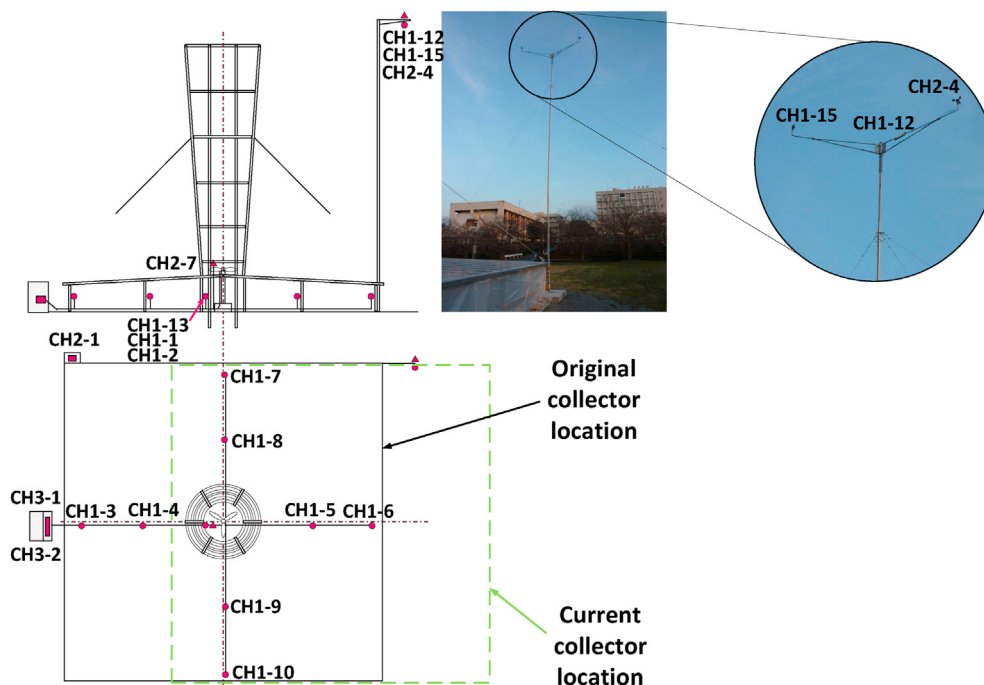 CH1-12
CH1-15
CH2-4
CH2-4
CH1-15
CH1-12
CH2-7
CH1-13
CH1-1
CH1-2
CH2-1
CH1-7
CH1-8
Original
collector
location
CH3-1
CH1-3
CH1-4
CH1-5
CH1-6
CH3-2
CH1-9
CH1-10
Current
collector
location